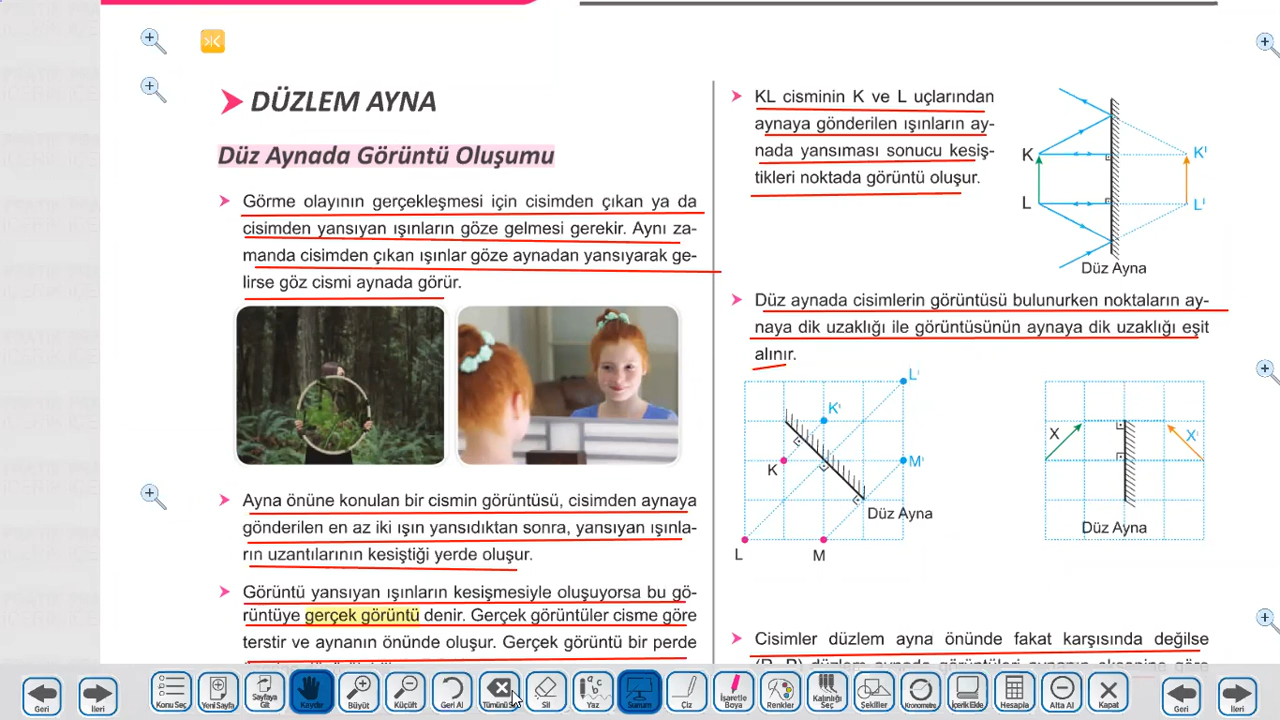 DÜZLEM AYNA
Düz Aynada Görüntü Oluşumu
Görme olayının gerçekleşmesi için cisimden çıkan ya da
cisimden yansıyan ışınların göze gelmesi gerekir. Aynı za-
manda cisimden çıkan ışınlar göze aynadan yansıyarak ge-
lirse göz cismi aynada görür.
Ayna önüne konulan bir cismin görüntüsü, cisimden aynaya
gönderilen en az iki ışın yansıdıktan sonra, yansıyan ışınla-
rın uzantılarının kesiştiği yerde oluşur.
Görüntü yansıyan ışınların kesişmesiyle oluşuyorsa bu gö-
rüntüye gerçek görüntü denir. Gerçek görüntüler cisme göre
terstir ve aynanın önünde oluşur. Gerçek görüntü bir perde
KL cisminin K ve L uçlarından
aynaya gönderilen ışınların ay-
nada yansıması sonucu kesiş-
tikleri noktada görüntü oluşur.
K
K'
L
L'
Düz Ayna
Düz aynada cisimlerin görüntüsü bulunurken noktaların ay-
naya dik uzaklığı ile görüntüsünün aynaya dik uzaklığı eşit
alınır.
L'
K'
K
M'
Düz Ayna
L
M
X
X'
Düz Ayna
Cisimler düzlem ayna önünde fakat karşısında değilse
düzlem aynada görüntüleri aynanın
Geri
İleri
Konu Seç
Yeni Sayfa
Sayfaya Git
Kaydır
Büyüt
Küçült
Geri Al
Sil
Yaz
Sunum
Çiz
İşaretle Boya
Renkler
Kalınlığı Seç
Şekiller
Kronometre
İçerik Ekle
Hesapla
Alta Al
Kapat
Geri
İleri